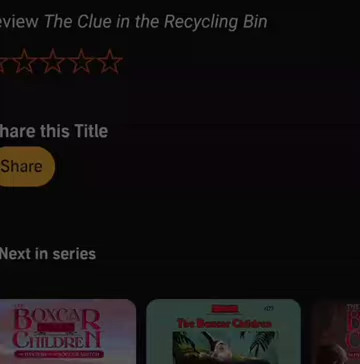 eview The Clue in the Recycling Bin
hare this Title
Share
Next in series
BOXCAR
CHILDREN
The Boxcar Children